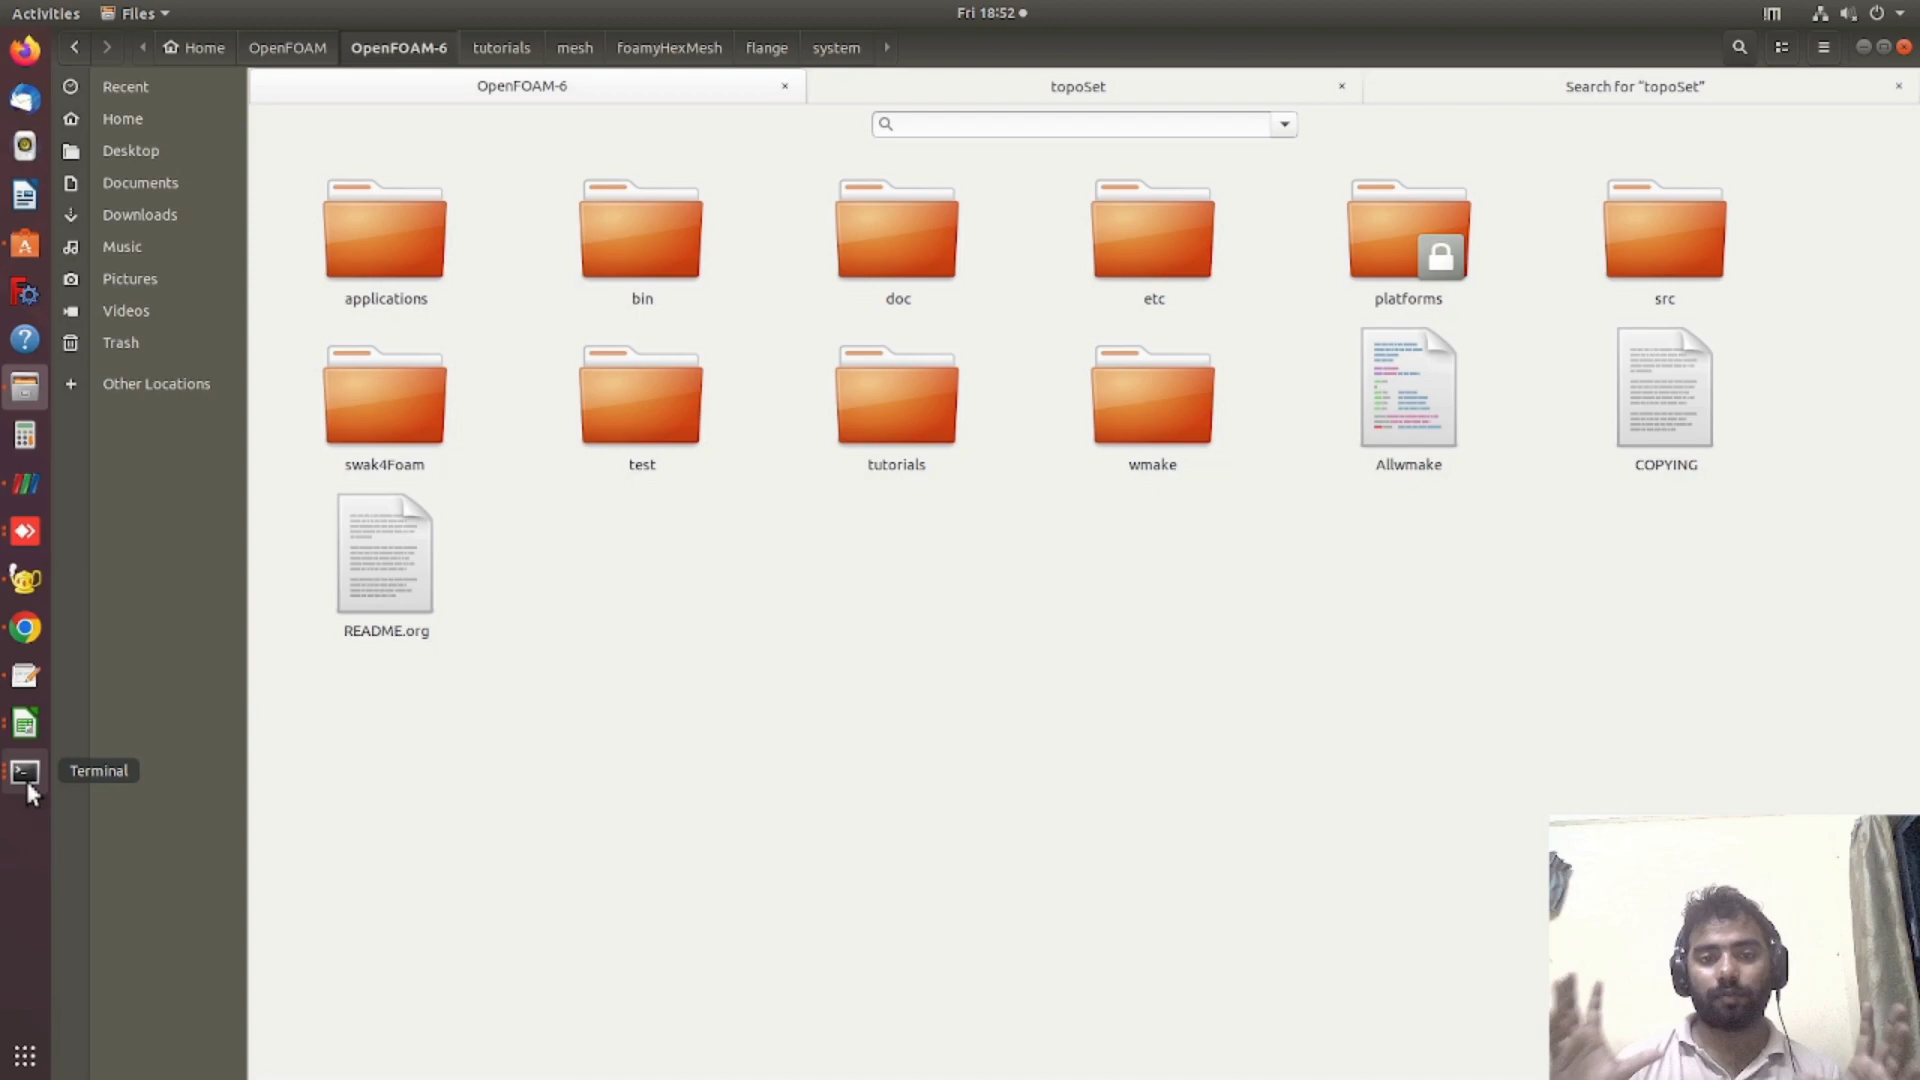 Activities Files Fri 18:52
Home OpenFOAM OpenFOAM-6 tutorials mesh foamyHexMesh flange system
OpenFOAM-6 topoSet Search for “topoSet”
Recent
Home
Desktop
Documents
Downloads
Music
Pictures
Videos
Trash
Other Locations
applications bin doc etc platforms src
swak4Foam test tutorials wmake Allwmake COPYING
README.org
Terminal